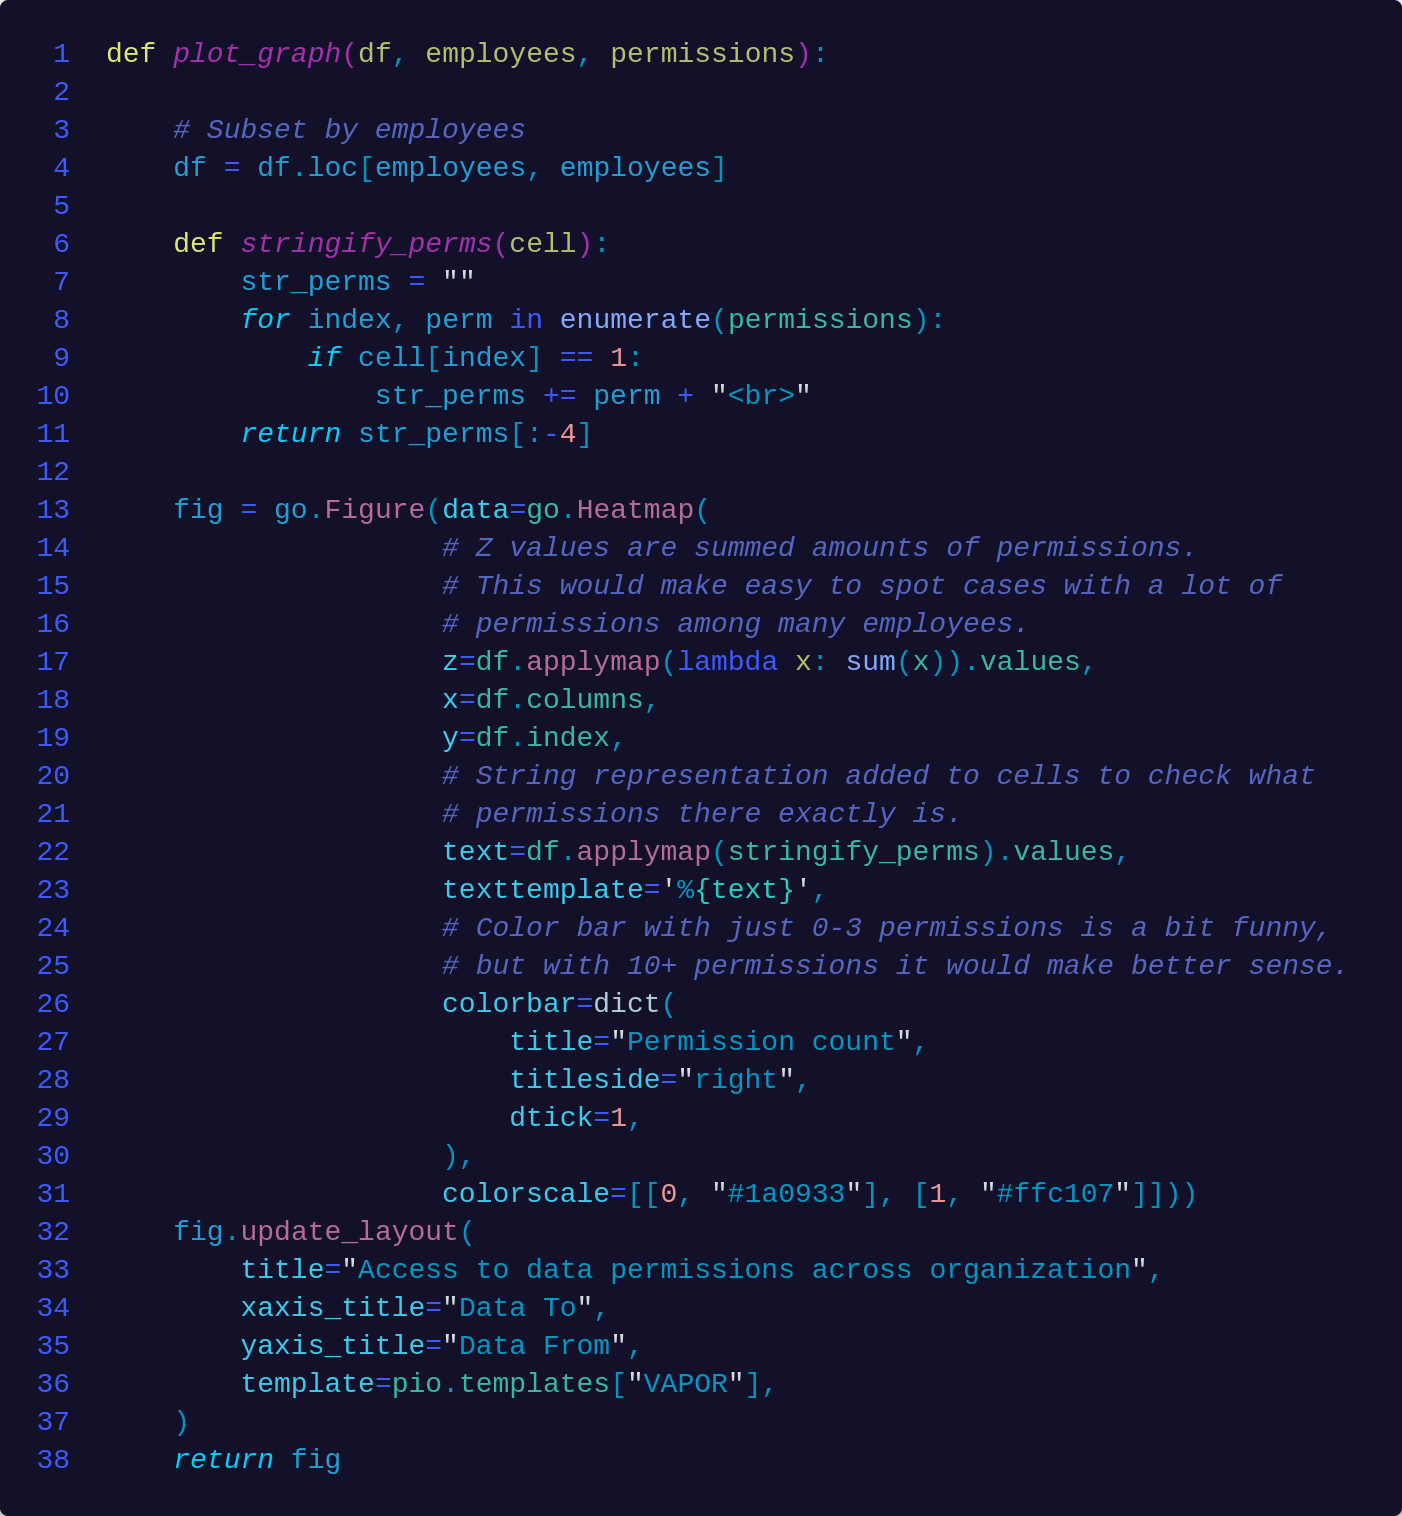 1 def plot_graph(df, employees, permissions):
2
3     # Subset by employees
4     df = df.loc[employees, employees]
5
6     def stringify_perms(cell):
7         str_perms = ""
8         for index, perm in enumerate(permissions):
9             if cell[index] == 1:
10                 str_perms += perm + "<br>"
11         return str_perms[:-4]
12
13     fig = go.Figure(data=go.Heatmap(
14                     # Z values are summed amounts of permissions.
15                     # This would make easy to spot cases with a lot of
16                     # permissions among many employees.
17                     z=df.applymap(lambda x: sum(x)).values,
18                     x=df.columns,
19                     y=df.index,
20                     # String representation added to cells to check what
21                     # permissions there exactly is.
22                     text=df.applymap(stringify_perms).values,
23                     texttemplate='%{text}',
24                     # Color bar with just 0-3 permissions is a bit funny,
25                     # but with 10+ permissions it would make better sense.
26                     colorbar=dict(
27                         title="Permission count",
28                         titleside="right",
29                         dtick=1,
30                     ),
31                     colorscale=[[0, "#1a0933"], [1, "#ffc107"]]))
32     fig.update_layout(
33         title="Access to data permissions across organization",
34         xaxis_title="Data To",
35         yaxis_title="Data From",
36         template=pio.templates["VAPOR"],
37     )
38     return fig